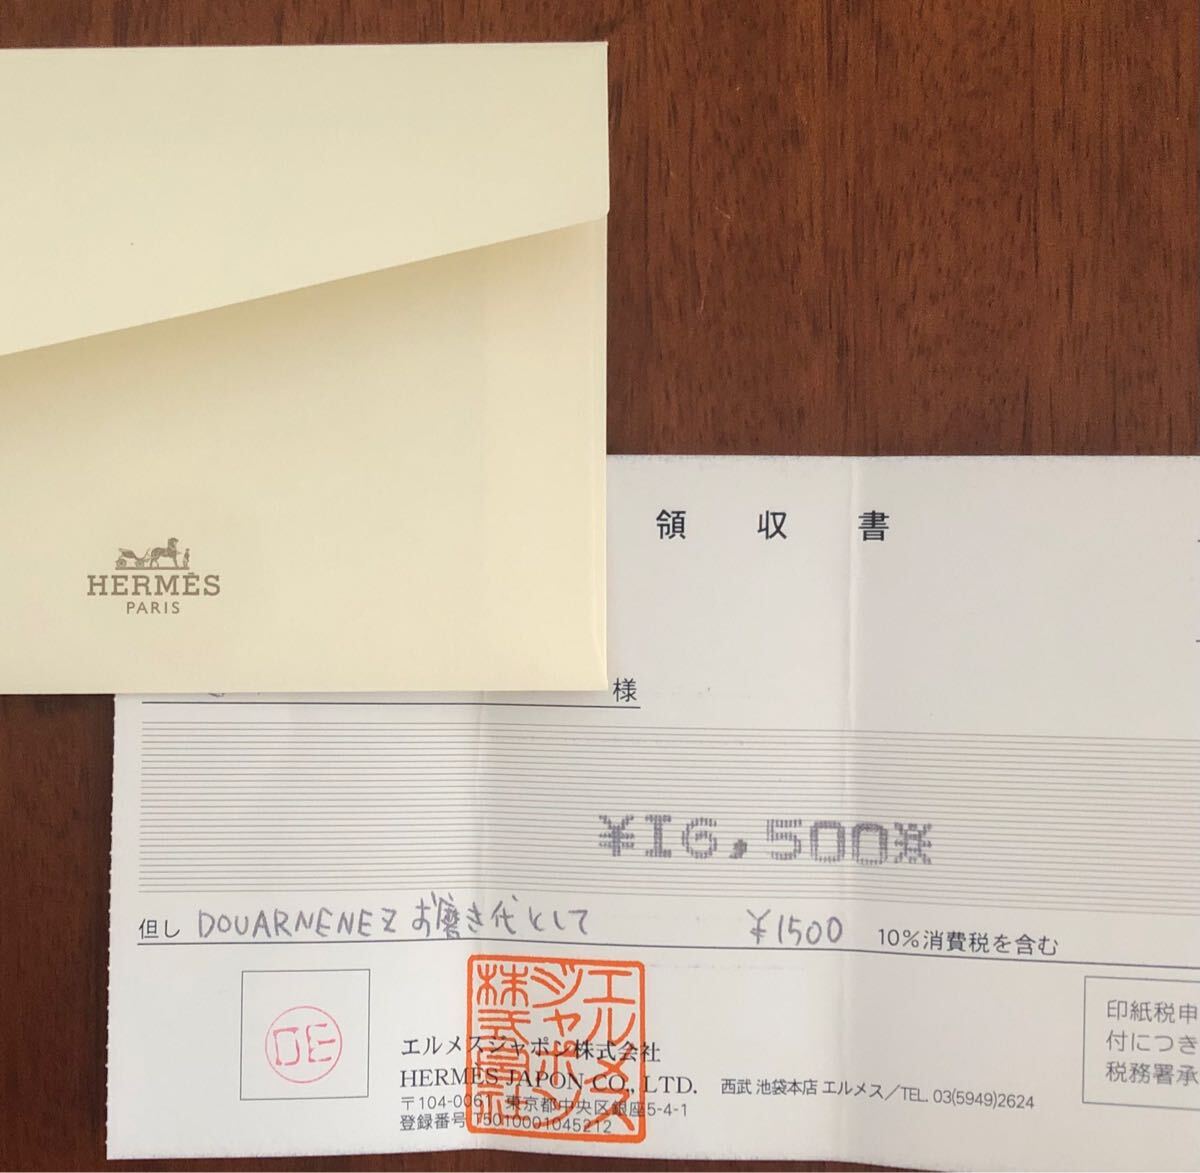 HERMÈS
PARIS
領 収 書
様
¥16,500※
但し DOUARNENEZ お磨き代として ¥1500 10%消費税を含む
DE
エルメスジャポン株式会社
エルメスジャポン株式会社
HERMÈS JAPON CO., LTD. 西武 池袋本店 エルメス/TEL. 03(5949)2624
〒104-0061 東京都中央区銀座5-4-1
登録番号 T5010001045212
印紙税申
付につき
税務署承